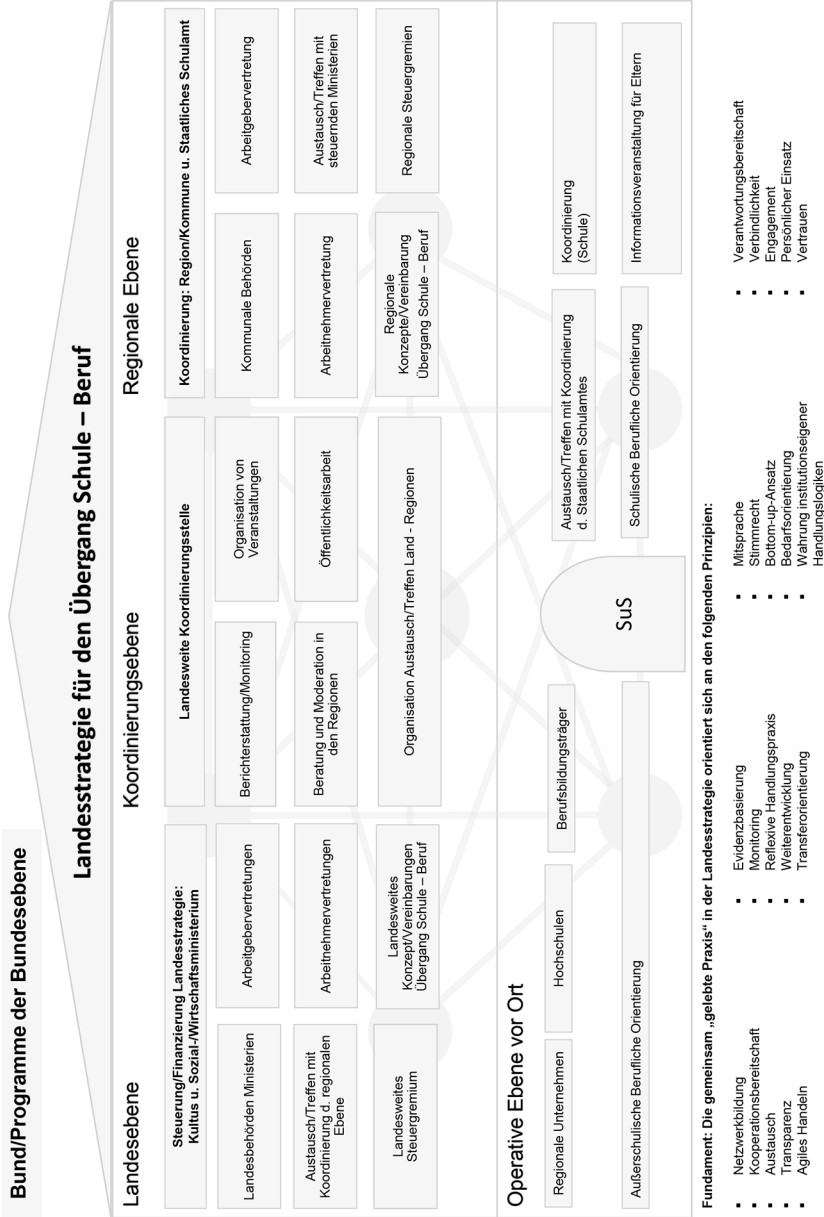 Bund/Programme der Bundesebene
Landesstrategie für den Übergang Schule – Beruf
Landesebene
Steuerung/Finanzierung Landesstrategie:
Kultus u. Sozial-/Wirtschaftsministerium
Landesbehörden Ministerien
Arbeitgebervertretungen
Austausch/Treffen mit
Koordinierung d. regionalen
Ebene
Arbeitnehmervertretungen
Landesweites
Steuergremium
Landesweites
Konzept/Vereinbarungen
Übergang Schule – Beruf
Koordinierungsebene
Landesweite Koordinierungsstelle
Berichterstattung/Monitoring
Organisation von
Veranstaltungen
Beratung und Moderation in
den Regionen
Öffentlichkeitsarbeit
Organisation Austausch/Treffen Land - Regionen
Regionale Ebene
Koordinierung: Region/Kommune u. Staatliches Schulamt
Kommunale Behörden
Arbeitgebervertretung
Arbeitnehmervertretung
Austausch/Treffen mit
steuernden Ministerien
Regionale
Konzepte/Vereinbarung
Übergang Schule – Beruf
Regionale Steuergremien
Operative Ebene vor Ort
Regionale Unternehmen
Hochschulen
Berufsbildungsträger
Außerschulische Berufliche Orientierung
SuS
Austausch/Treffen mit Koordinierung
d. Staatlichen Schulamtes
Koordinierung
(Schule)
Schulische Berufliche Orientierung
Informationsveranstaltung für Eltern
Fundament: Die gemeinsam „gelebte Praxis“ in der Landesstrategie orientiert sich an den folgenden Prinzipien:
▪ Netzwerkbildung
▪ Kooperationsbereitschaft
▪ Austausch
▪ Transparenz
▪ Agiles Handeln
▪ Evidenzbasierung
▪ Monitoring
▪ Reflexive Handlungspraxis
▪ Weiterentwicklung
▪ Transferorientierung
▪ Mitsprache
▪ Stimmrecht
▪ Bottom-up-Ansatz
▪ Bedarfsorientierung
▪ Wahrung institutionseigener
Handlungslogiken
▪ Verantwortungsbereitschaft
▪ Verbindlichkeit
▪ Engagement
▪ Persönlicher Einsatz
▪ Vertrauen